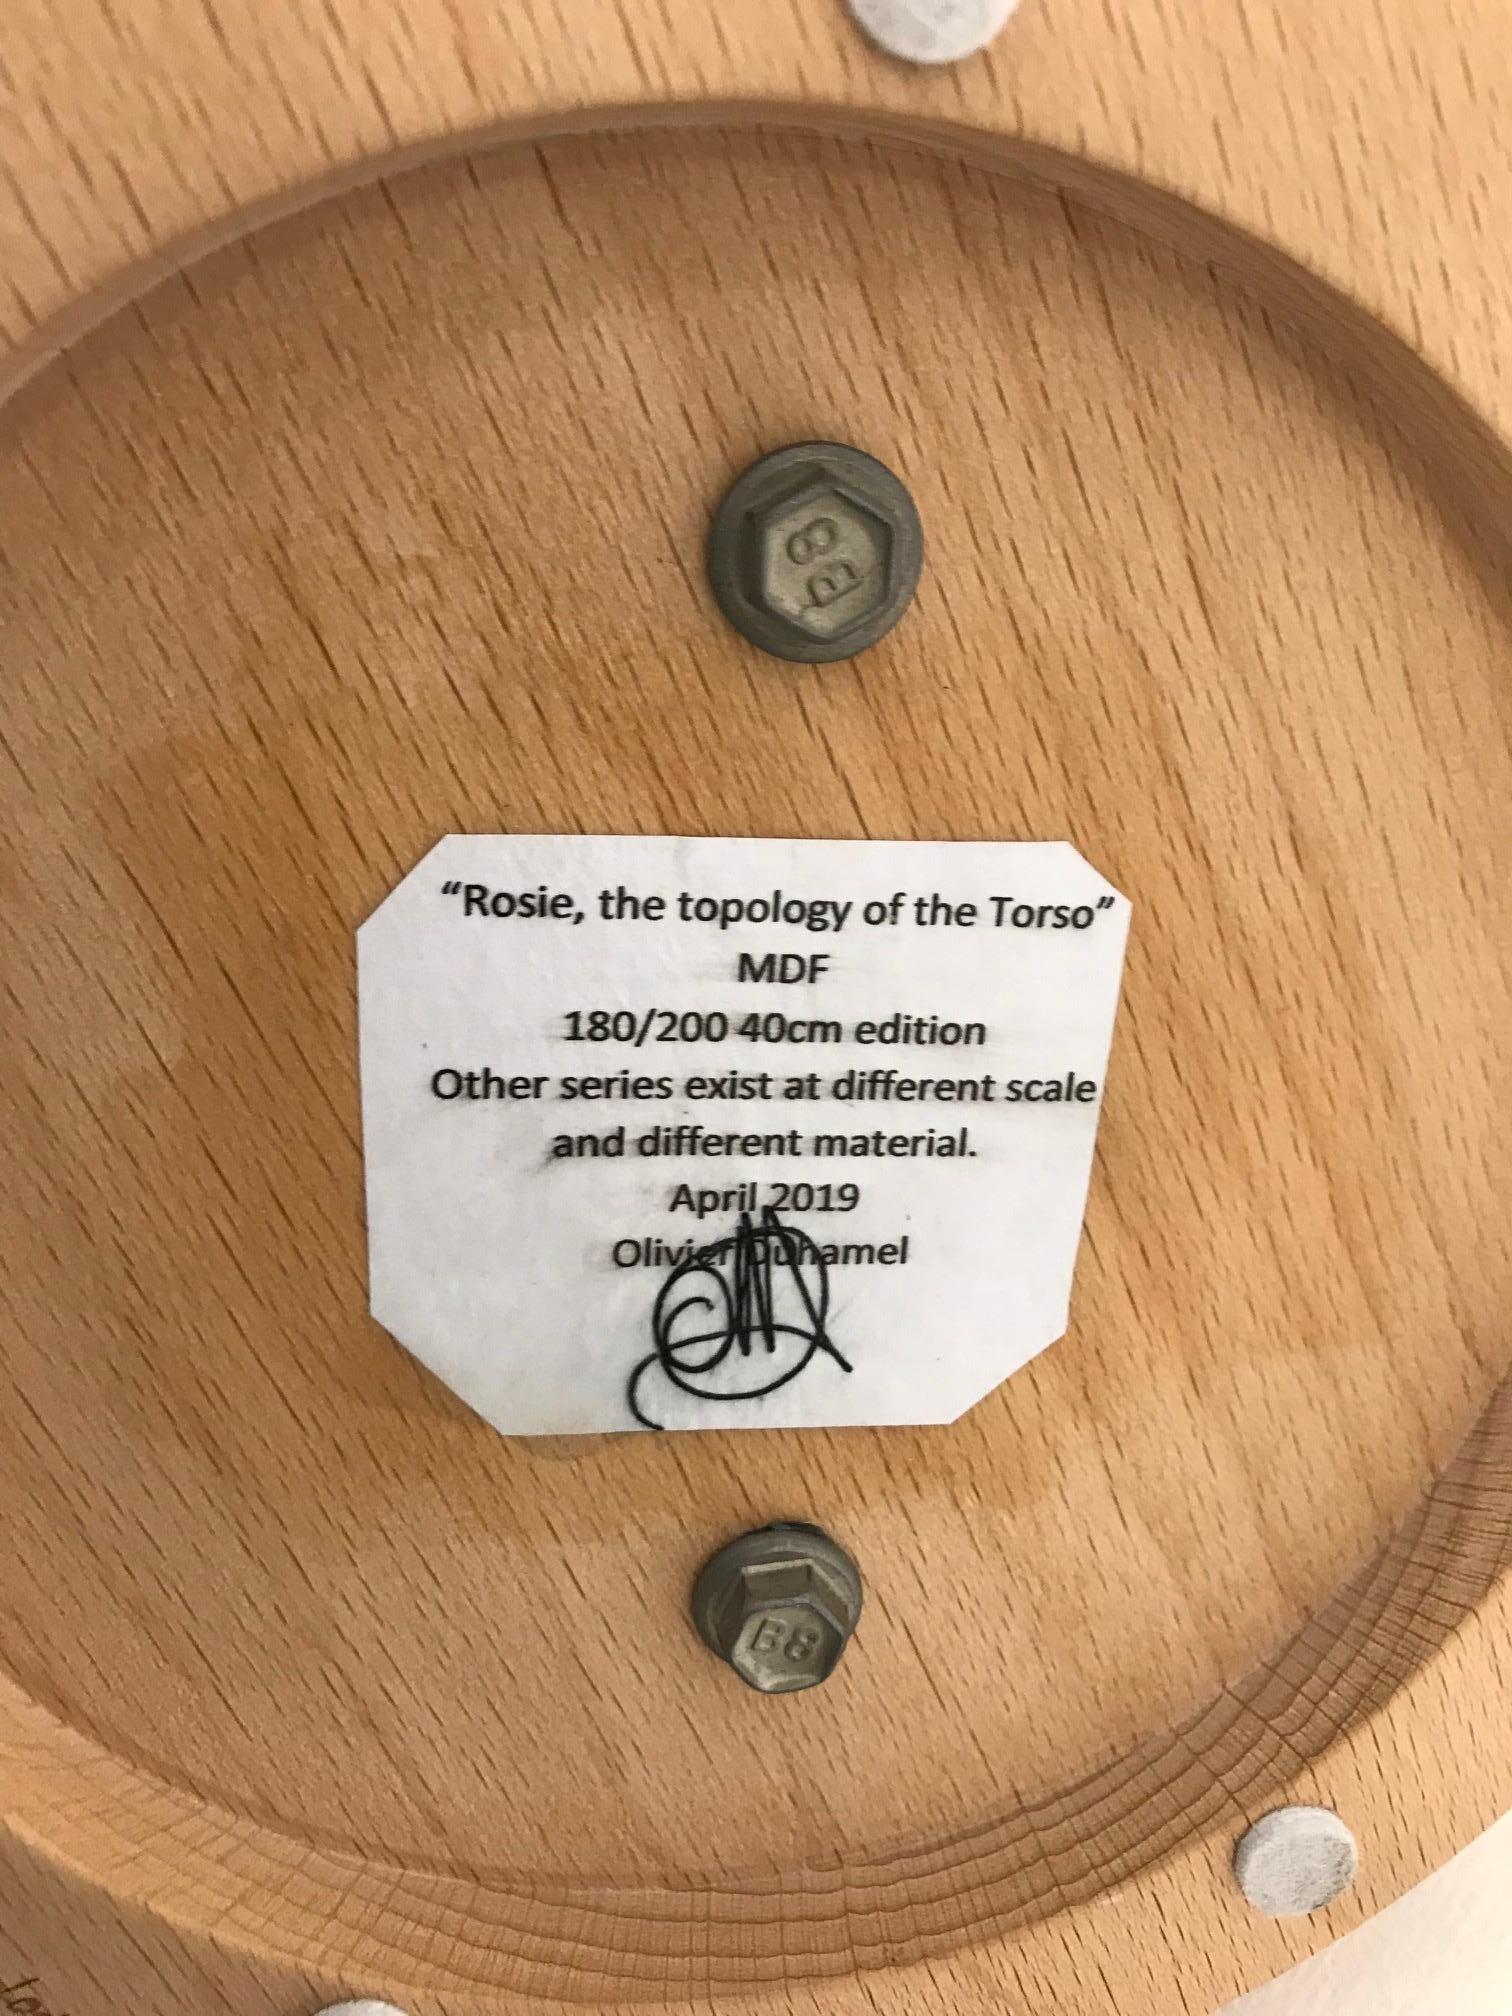 8B
"Rosie, the topology of the Torso"
MDF
180/200 40cm edition
Other series exist at different scale
and different material.
April 2019
Olivier Duhamel
B8